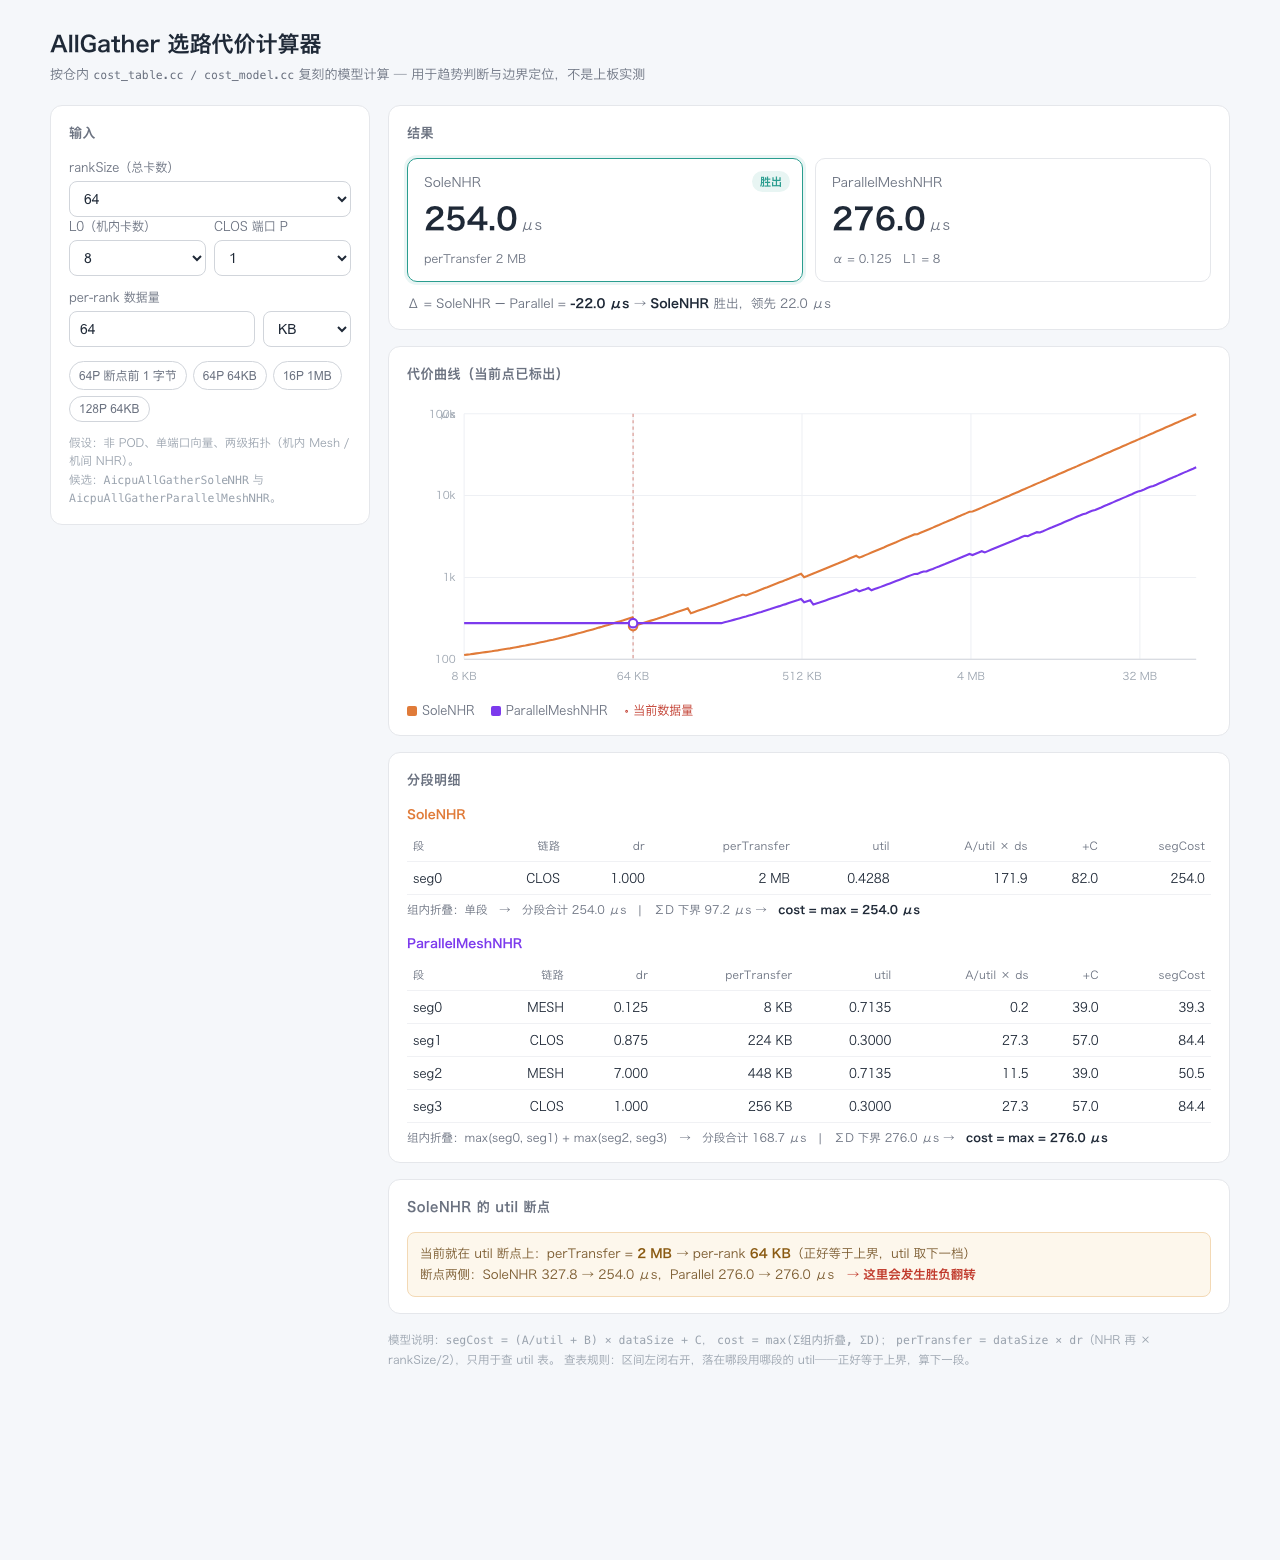 AllGather 选路代价计算器
按仓内 cost_table.cc / cost_model.cc 复刻的模型计算 — 用于趋势判断与边界定位，不是上板实测
输入
rankSize（总卡数）
64
L0（机内卡数） CLOS 端口 P
8 1
per-rank 数据量
64 KB
64P 断点前 1 字节 64P 64KB 16P 1MB
128P 64KB
假设：非 POD、单端口向量、两级拓扑（机内 Mesh /
机间 NHR）。
候选：AicpuAllGatherSoleNHR 与
AicpuAllGatherParallelMeshNHR。
结果
SoleNHR 胜出
254.0 μs
perTransfer 2 MB
ParallelMeshNHR
276.0 μs
α = 0.125 L1 = 8
Δ = SoleNHR − Parallel = -22.0 μs → SoleNHR 胜出，领先 22.0 μs
代价曲线（当前点已标出）
μs
100k
10k
1k
100
8 KB 64 KB 512 KB 4 MB 32 MB
SoleNHR ParallelMeshNHR • 当前数据量
分段明细
SoleNHR
段 链路 dr perTransfer util A/util × ds +C segCost
seg0 CLOS 1.000 2 MB 0.4288 171.9 82.0 254.0
组内折叠：单段 → 分段合计 254.0 μs | ΣD 下界 97.2 μs → cost = max = 254.0 μs
ParallelMeshNHR
段 链路 dr perTransfer util A/util × ds +C segCost
seg0 MESH 0.125 8 KB 0.7135 0.2 39.0 39.3
seg1 CLOS 0.875 224 KB 0.3000 27.3 57.0 84.4
seg2 MESH 7.000 448 KB 0.7135 11.5 39.0 50.5
seg3 CLOS 1.000 256 KB 0.3000 27.3 57.0 84.4
组内折叠：max(seg0, seg1) + max(seg2, seg3) → 分段合计 168.7 μs | ΣD 下界 276.0 μs → cost = max = 276.0 μs
SoleNHR 的 util 断点
当前就在 util 断点上：perTransfer = 2 MB → per-rank 64 KB（正好等于上界，util 取下一档）
断点两侧：SoleNHR 327.8 → 254.0 μs，Parallel 276.0 → 276.0 μs → 这里会发生胜负翻转
模型说明：segCost = (A/util + B) × dataSize + C， cost = max(Σ组内折叠, ΣD)； perTransfer = dataSize × dr（NHR 再 ×
rankSize/2），只用于查 util 表。 查表规则：区间左闭右开，落在哪段用哪段的 util——正好等于上界，算下一段。